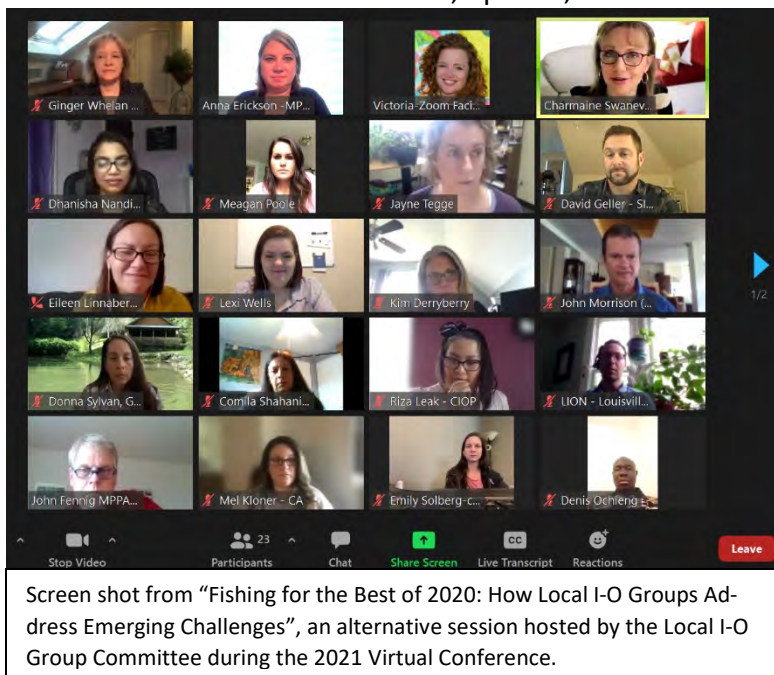 Ginger Whelan ...
Anna Erickson -MP...
Victoria-Zoom Faci...
Charmaine Swanev...
Dhanisha Nandi...
Meagan Poole
Jayne Tegge
David Geller - SI...
Eileen Linnaber...
Lexi Wells
Kim Derryberry
John Morrison (...
1/2
Donna Sylvan, G...
Comila Shahani...
Riza Leak - CIOP
LION - Louisvill...
John Fennig MPPA...
Mel Kloner - CA
Emily Solberg-c...
Denis Ochieng -...
Stop Video
23
Participants
Chat
Share Screen
CC
Live Transcript
Reactions
Leave
Screen shot from “Fishing for the Best of 2020: How Local I-O Groups Ad-
dress Emerging Challenges”, an alternative session hosted by the Local I-O
Group Committee during the 2021 Virtual Conference.